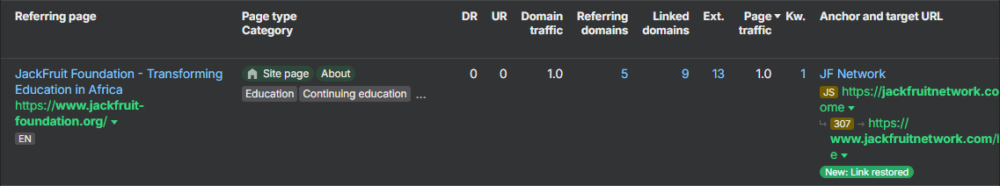 Referring page
Page type
Category
DR
UR
Domain
traffic
Referring
domains
Linked
domains
Ext.
Page
traffic
Kw.
Anchor and target URL
JackFruit Foundation - Transforming
Education in Africa
https://www.jackfruit-
foundation.org/
EN
Site page
About
Education
Continuing education
...
0
0
1.0
5
9
13
1.0
1
JF Network
JS https://jackfruitnetwork.co
ome
307 → https://
www.jackfruitnetwork.com/
e
New: Link restored